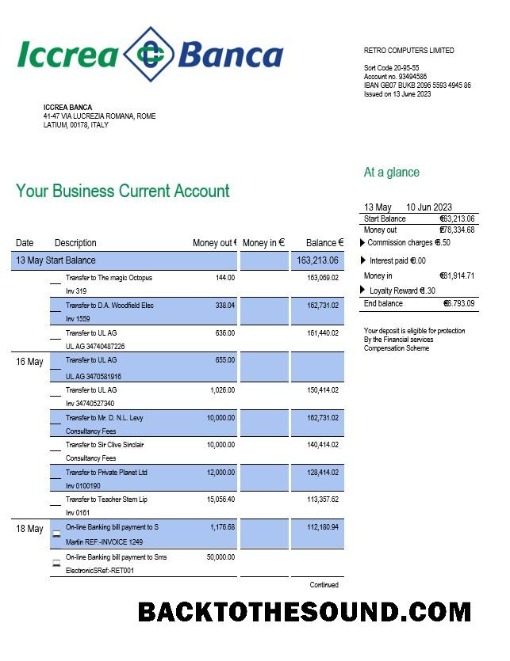 Iccrea Banca
RETRO COMPUTERS LIMITED
Sort Code 20-95-55
Account no. 93494586
IBAN GB07 BUKB 2096 5593 4945 86
Issued on 13 June 2023
ICCREA BANCA
41-47 VIA LUCREZIA ROMANA, ROME
LATIUM, 00178, ITALY
At a glance
Your Business Current Account
13 May 10 Jun 2023
Start Balance €63,213.06
Money out €78,334.68
Commission charges €6.50
Interest paid €0.00
Money in €81,914.71
Loyalty Reward €1.30
End balance €6.793.09
Your deposit is eligible for protection
By the Financial services
Compensation Scheme
Date Description Money out € Money in € Balance €
13 May Start Balance 163,213.06
Transfer to The magic Octopus 144.00 163,069.02
Inv 319
Transfer to D.A. Woodfield Elec 338.04 162,731.02
Inv 1559
Transfer to UL AG 636.00 161,440.02
UL AG 34740487226
16 May Transfer to UL AG 655.00
UL AG 3470581916
Transfer to UL AG 1,026.00 150,414.02
Inv 34740527340
Transfer to Mr. D. N.L. Levy 10,000.00 162,731.02
Consultancy Fees
Transfer to Sir Clive Sinclair 10,000.00 140,414.02
Consultancy Fees
Transfer to Private Planet Ltd 12,000.00 128,414.02
Inv 0100190
Transfer to Teacher Stem Lip 15,056.40 113,357.62
Inv 0161
18 May On-line Banking bill payment to S 1,176.68 112,180.94
Martin REF:-INVOICE 1249
On-line Banking bill payment to Sms 50,000.00
ElectronicSRef:-RET001
Continued
BACKTOTHESOUND.COM